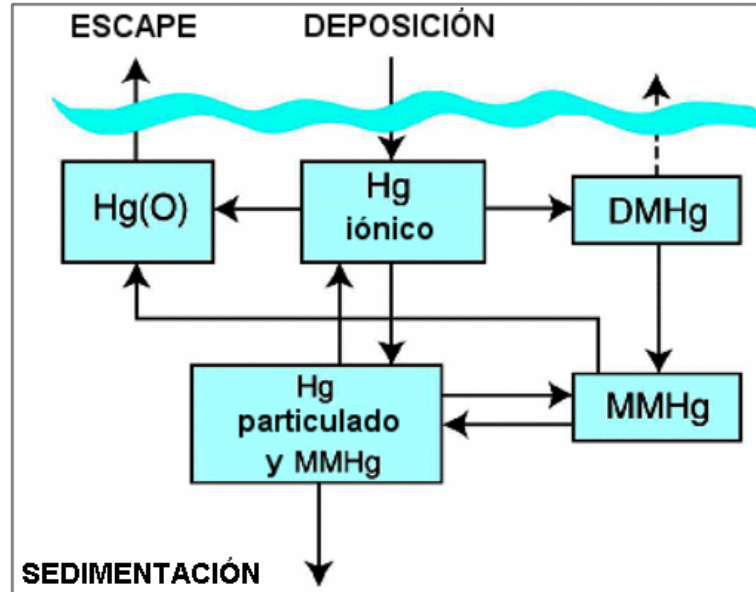 ESCAPE
DEPOSICIÓN
Hg(O)
Hg
iónico
DMHg
Hg
particulado
y MMHg
MMHg
SEDIMENTACIÓN